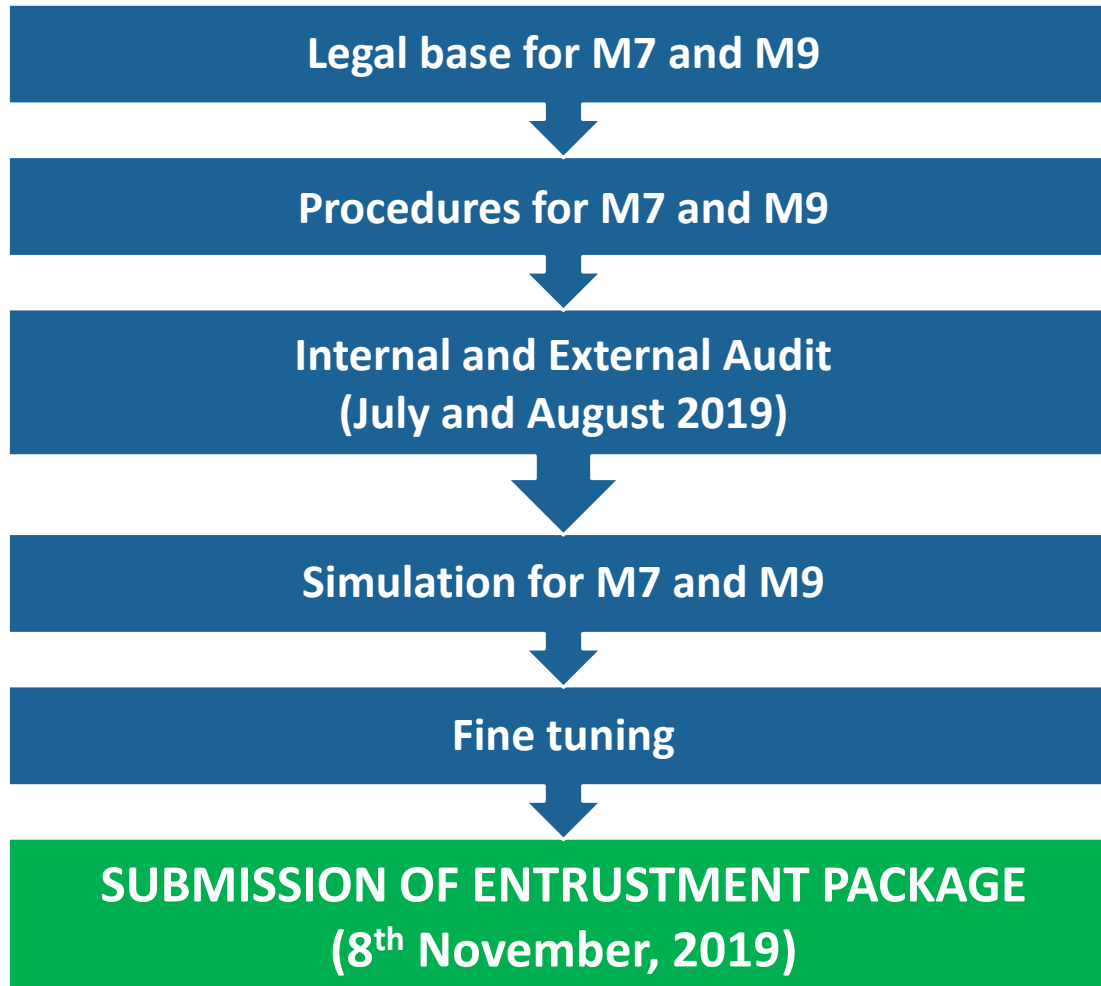 Legal base for M7 and M9
Procedures for M7 and M9
Internal and External Audit
(July and August 2019)
Simulation for M7 and M9
Fine tuning
SUBMISSION OF ENTRUSTMENT PACKAGE
(8th November, 2019)